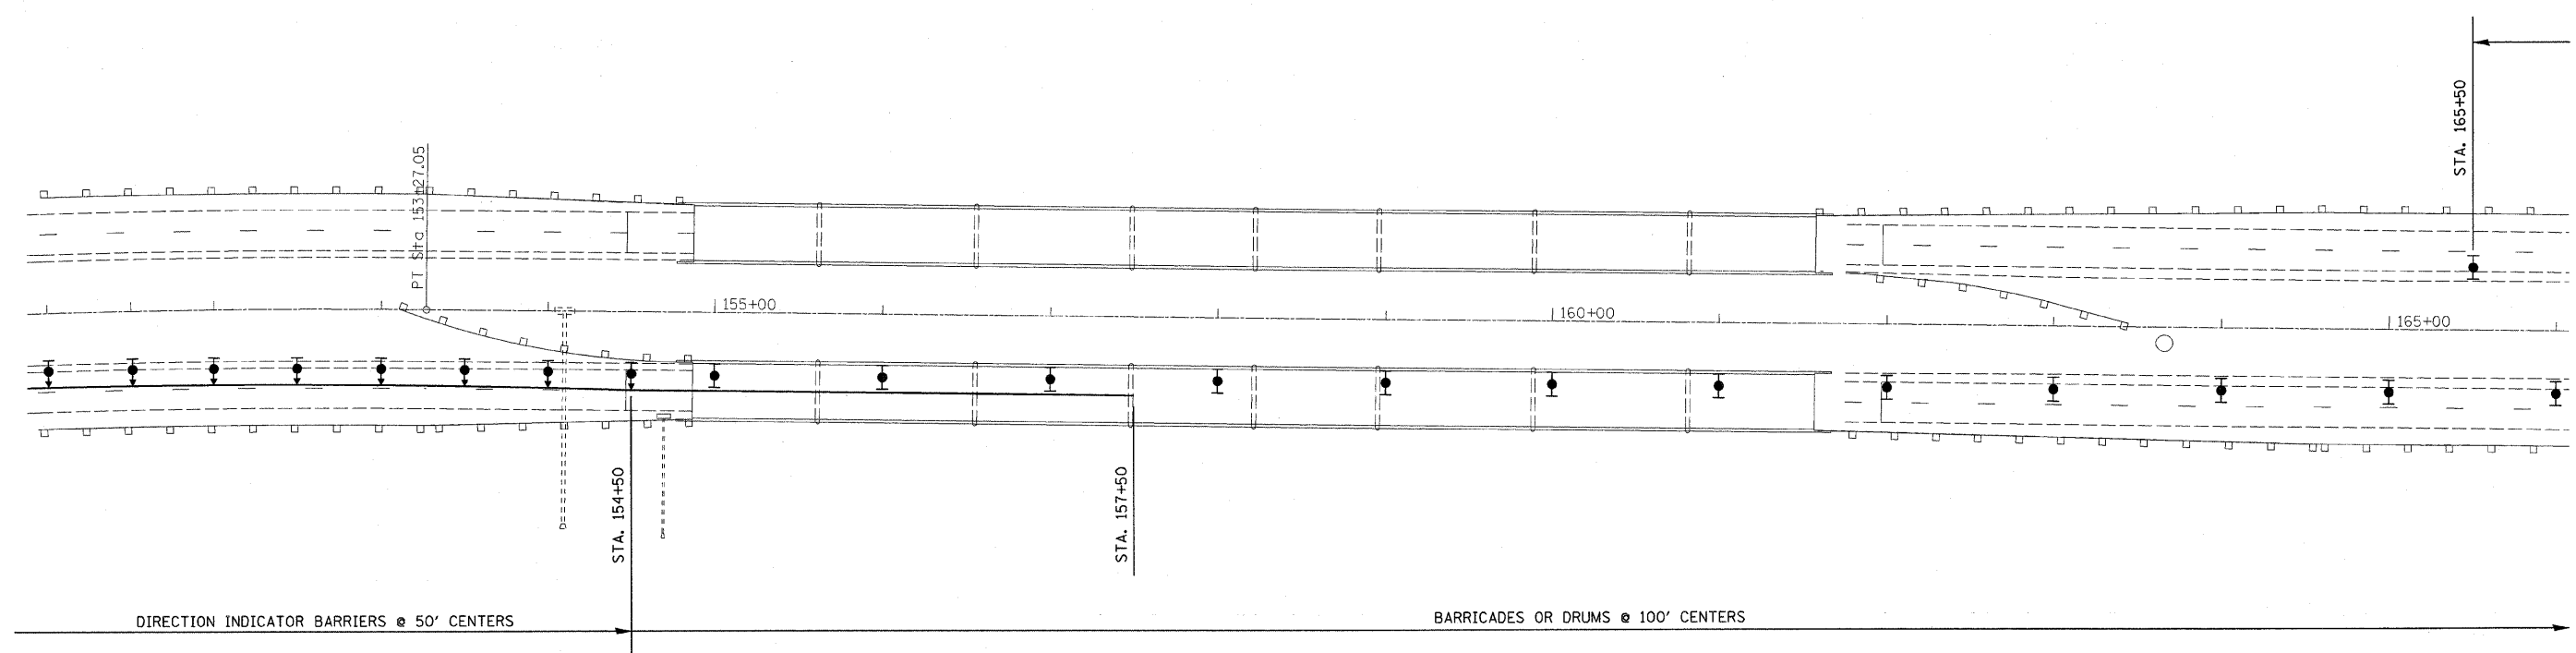 STA. 165+50
PT Sta 153+27.05
155+00
160+00
165+00
STA. 154+50
STA. 157+50
DIRECTION INDICATOR BARRIERS @ 50' CENTERS
BARRICADES OR DRUMS @ 100' CENTERS